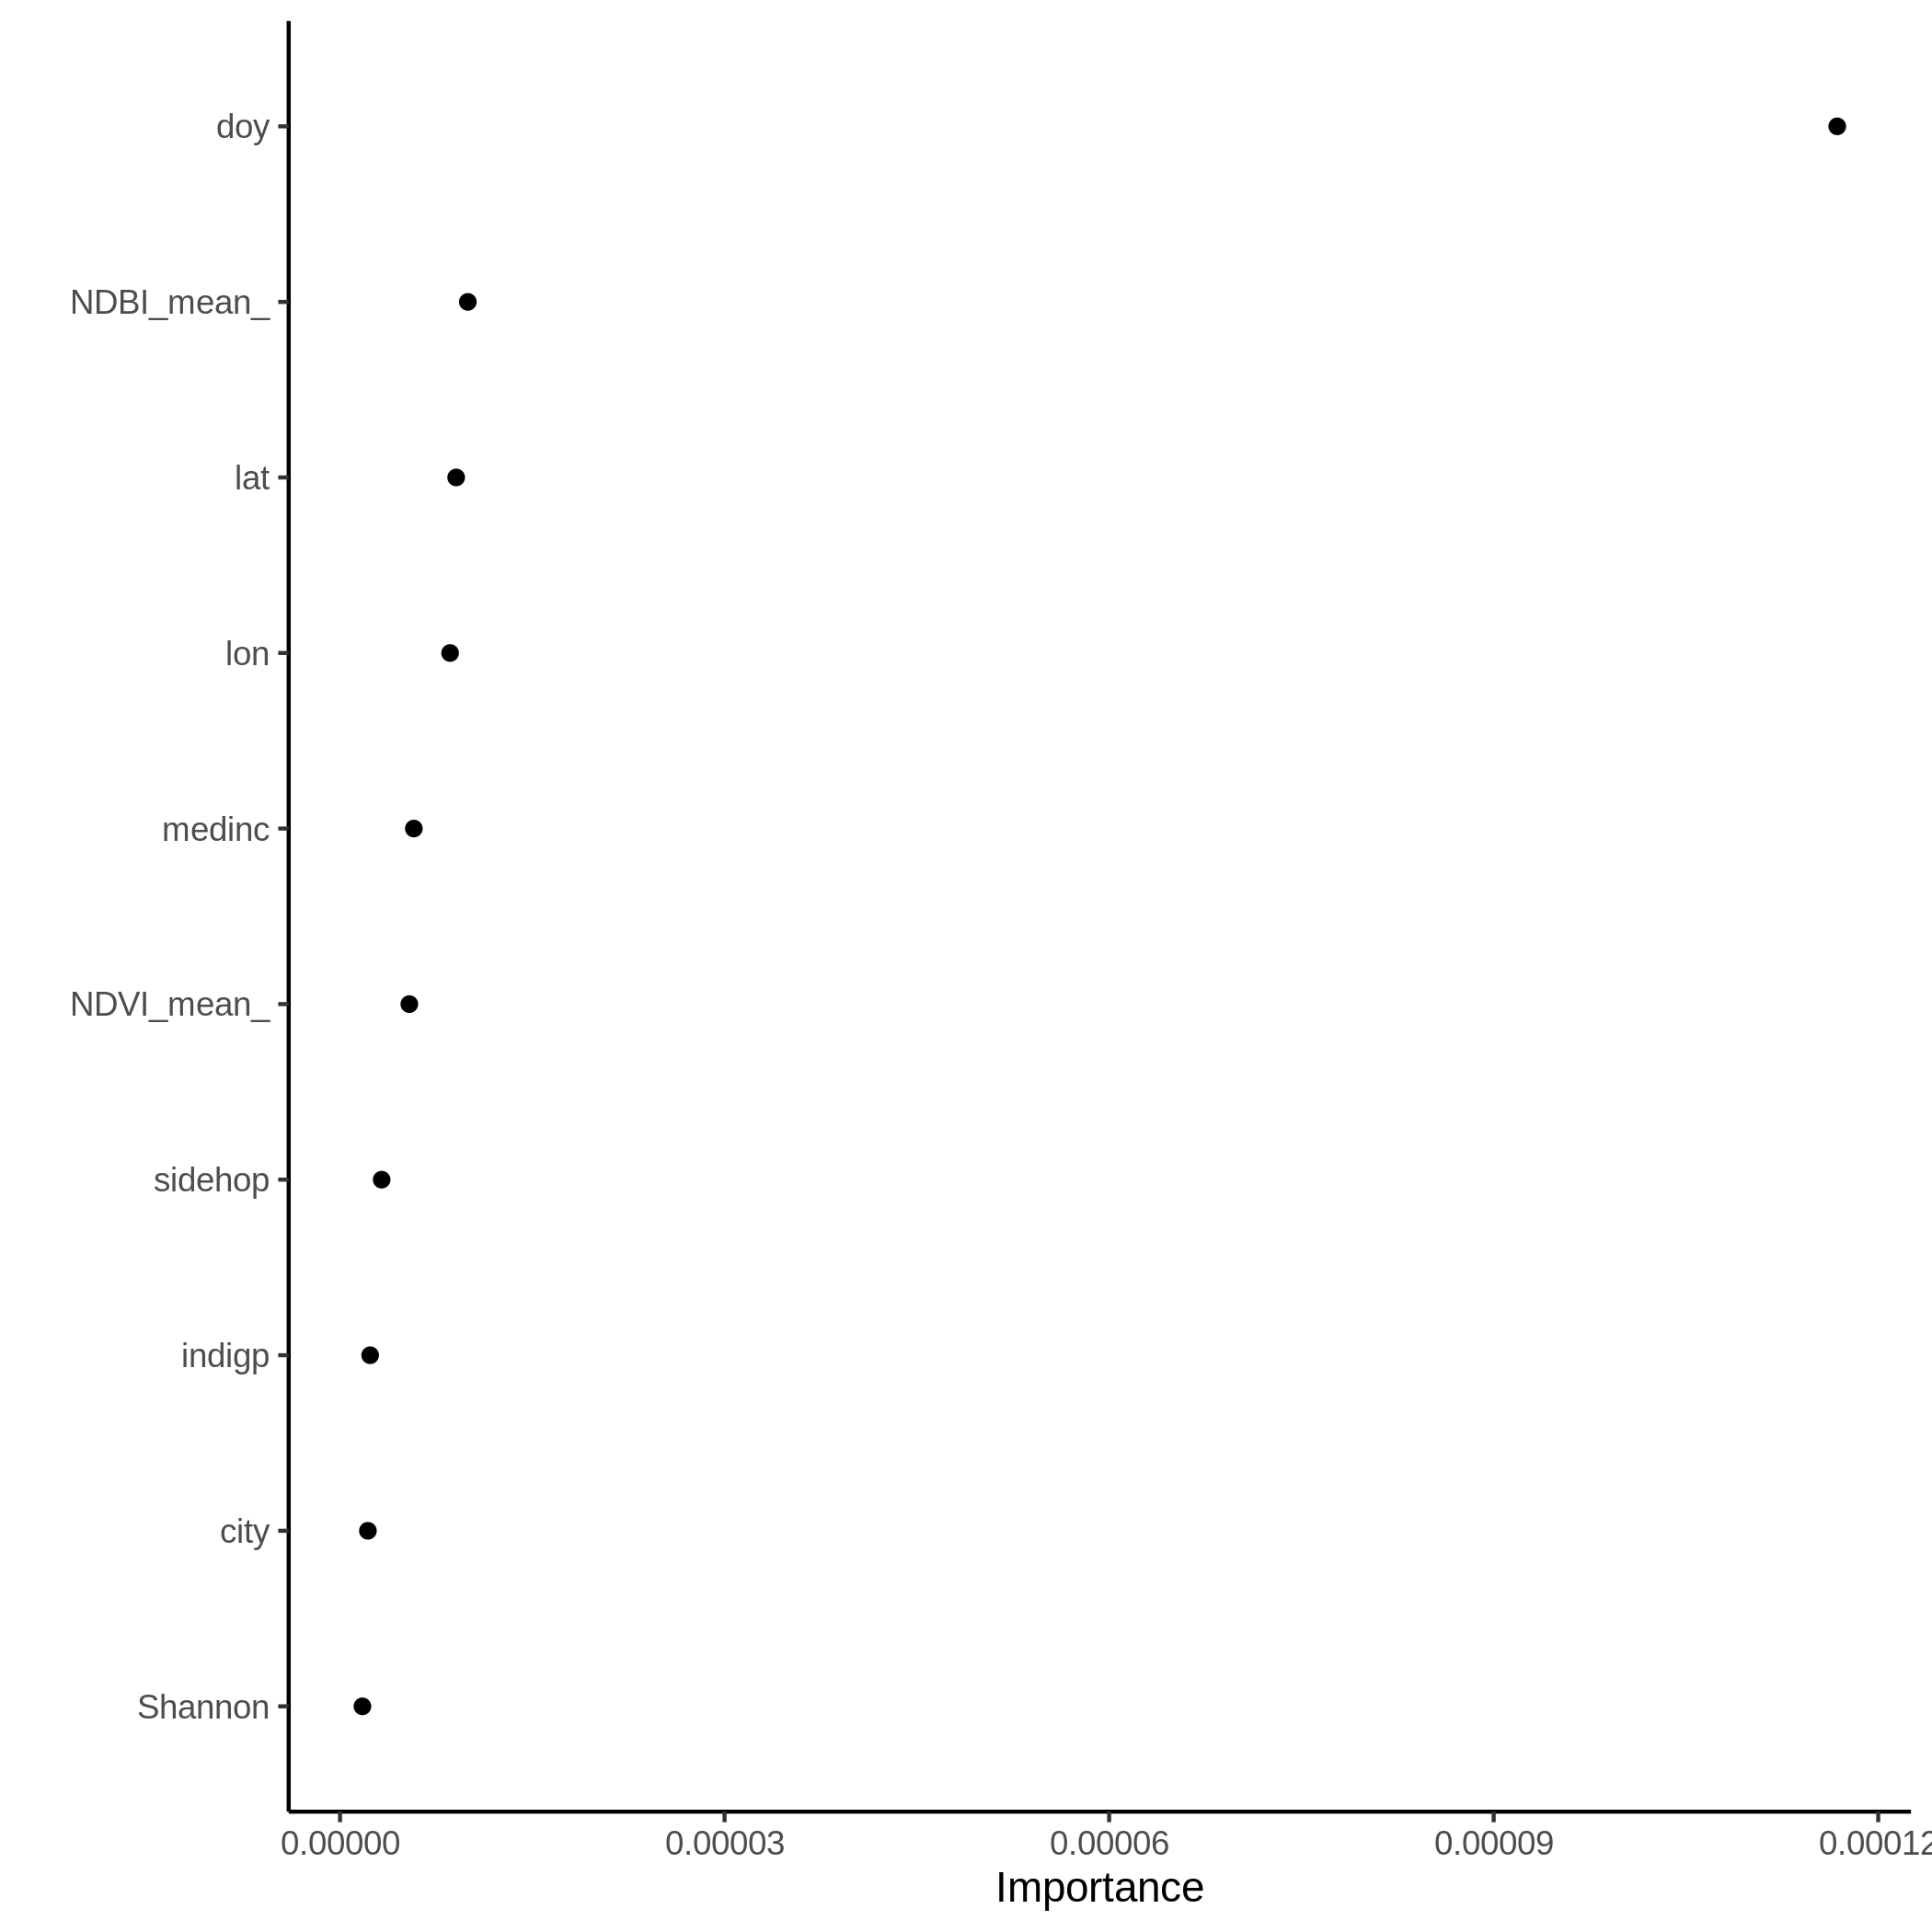 doy
NDBI_mean_
lat
lon
medinc
NDVI_mean_
sidehop
indigp
city
Shannon
0.00000 0.00003 0.00006 0.00009 0.00012
Importance